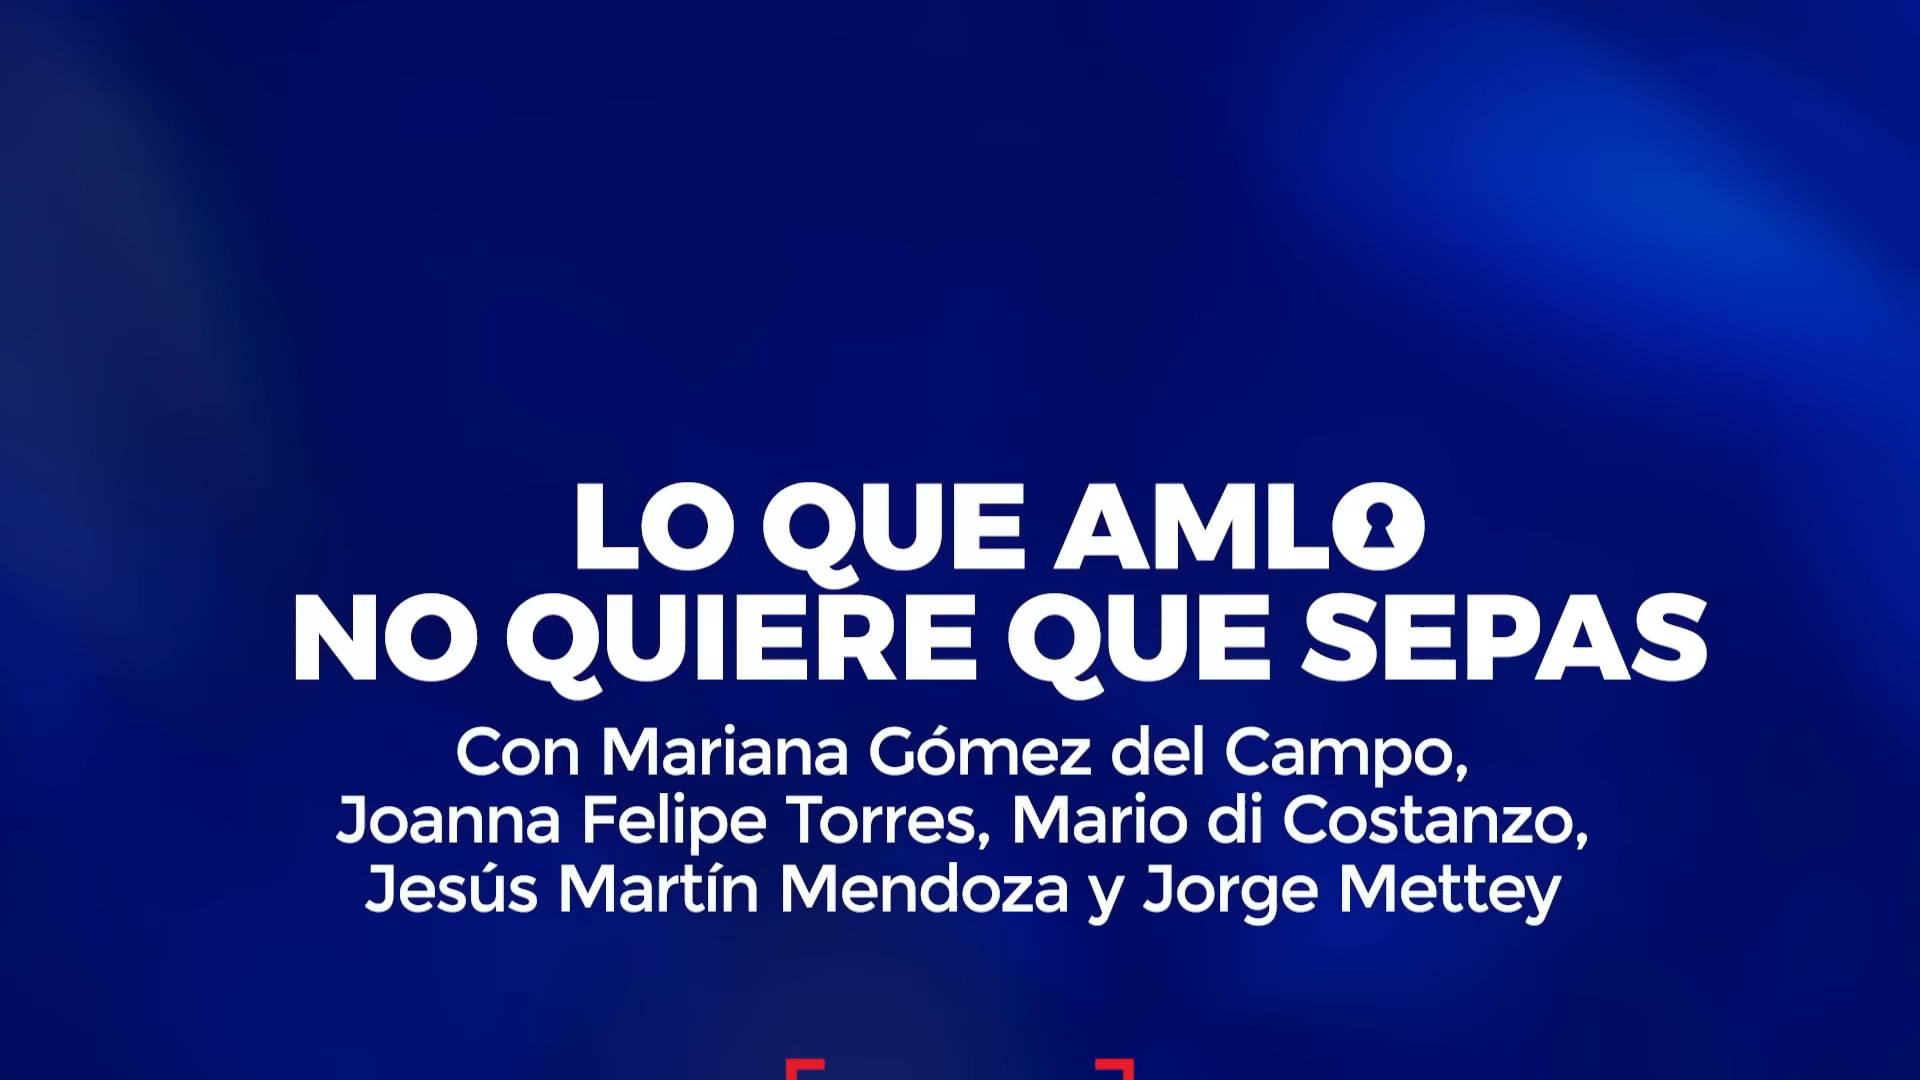 LO QUE AMLO
NO QUIERE QUE SEPAS
Con Mariana Gómez del Campo,
Joanna Felipe Torres, Mario di Costanzo,
Jesús Martín Mendoza y Jorge Mettey